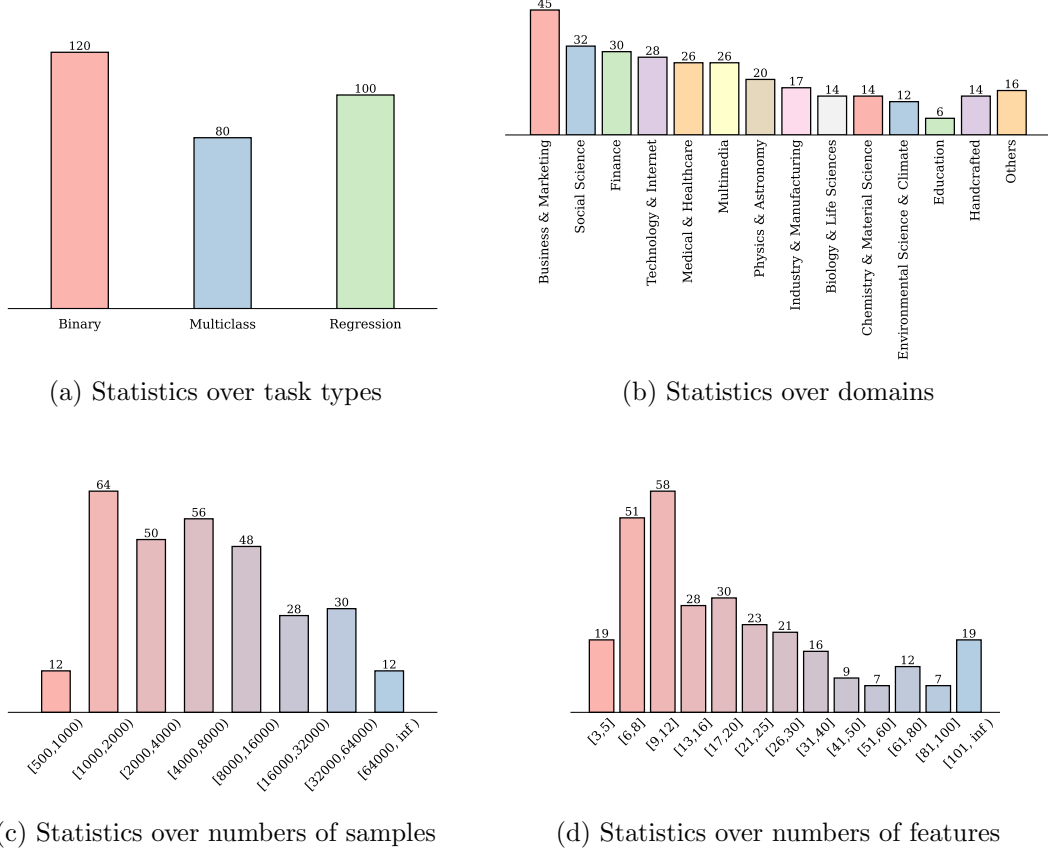 120
80
100
Binary
Multiclass
Regression
(a) Statistics over task types
45
32
30
28
26
26
20
17
14
14
12
6
14
16
Business & Marketing
Social Science
Finance
Technology & Internet
Medical & Healthcare
Multimedia
Physics & Astronomy
Industry & Manufacturing
Biology & Life Sciences
Chemistry & Material Science
Environmental Science & Climate
Education
Handcrafted
Others
(b) Statistics over domains
12
64
50
56
48
28
30
12
[500,1000)
[1000,2000)
[2000,4000)
[4000,8000)
[8000,16000)
[16000,32000)
[32000,64000)
[64000, inf )
(c) Statistics over numbers of samples
19
51
58
28
30
23
21
16
9
7
12
7
19
[3,5]
[6,8]
[9,12]
[13,16]
[17,20]
[21,25]
[26,30]
[31,40]
[41,50]
[51,60]
[61,80]
[81,100]
[101, inf )
(d) Statistics over numbers of features